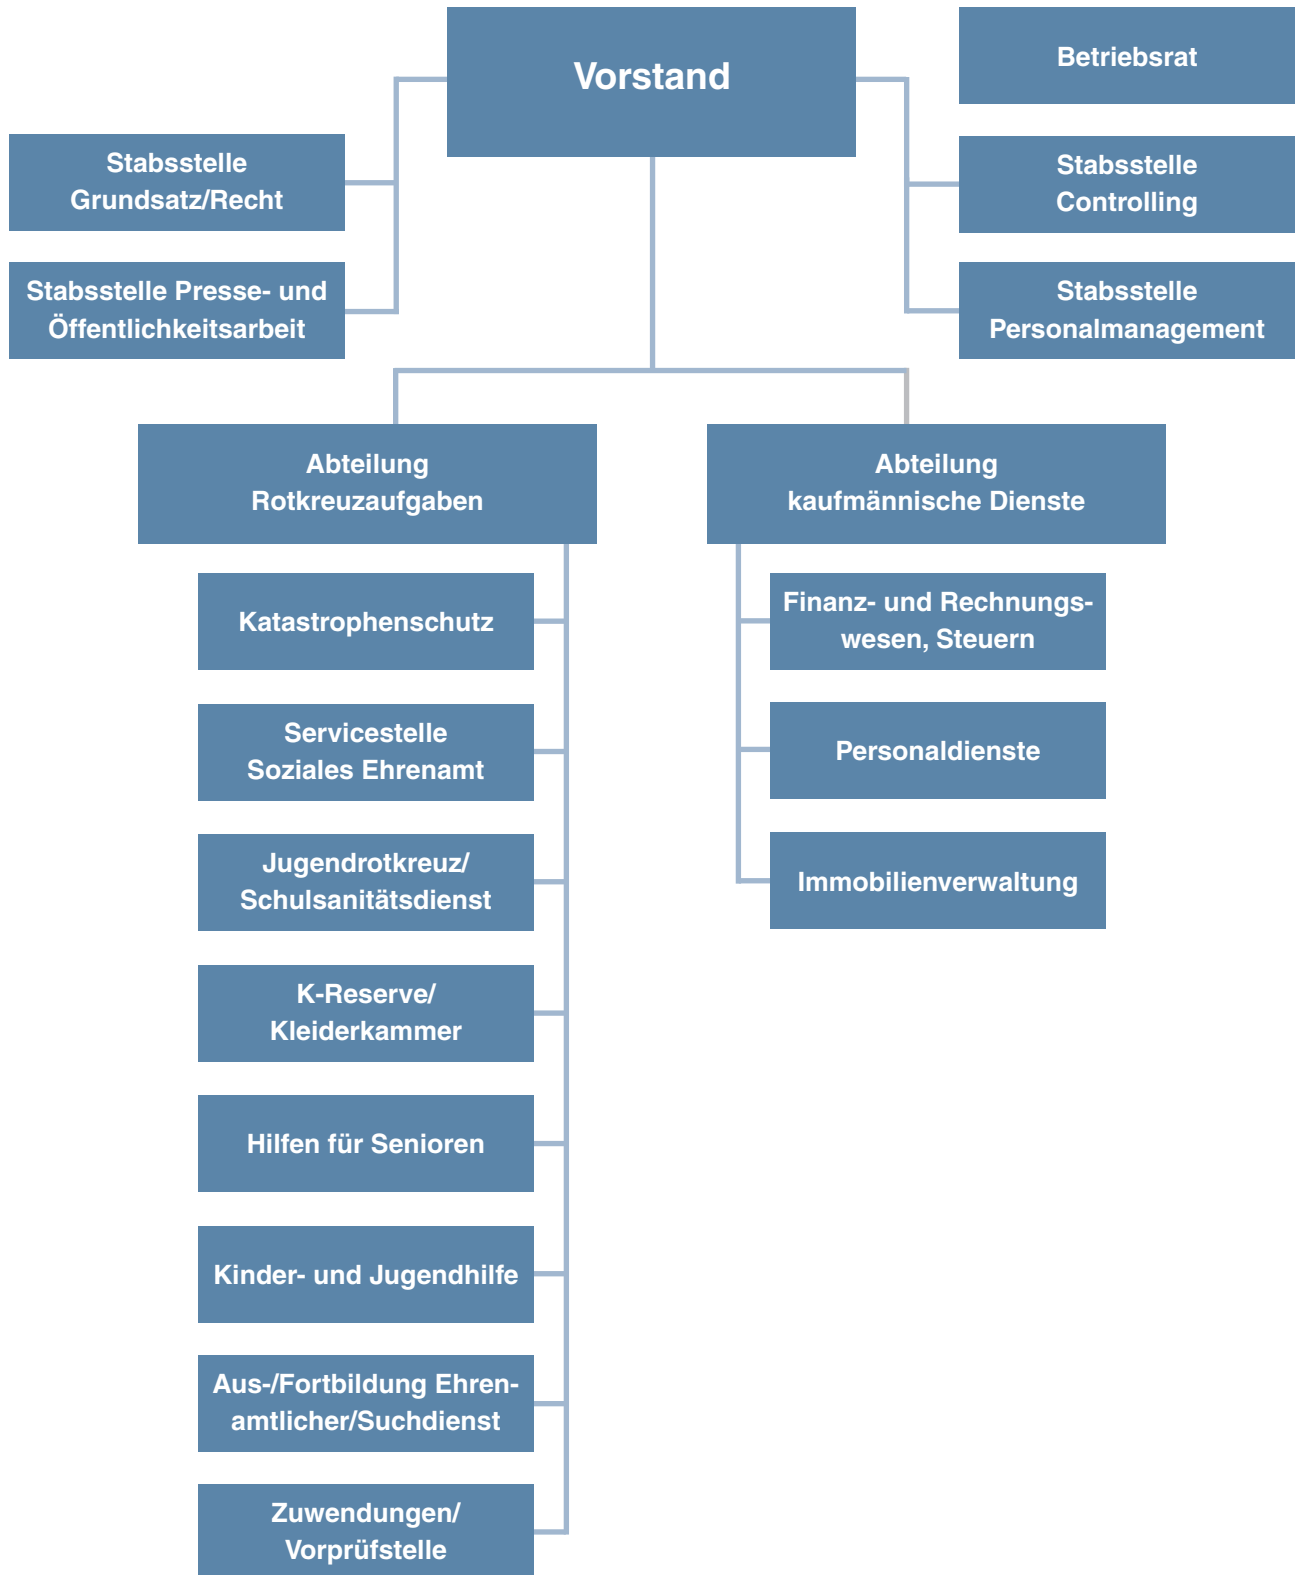 Vorstand
Betriebsrat
Stabsstelle
Grundsatz/Recht
Stabsstelle
Controlling
Stabsstelle Presse- und
Öffentlichkeitsarbeit
Stabsstelle
Personalmanagement
Abteilung
Rotkreuzaufgaben
Abteilung
kaufmännische Dienste
Katastrophenschutz
Servicestelle
Soziales Ehrenamt
Jugendrotkreuz/
Schulsanitätsdienst
K-Reserve/
Kleiderkammer
Hilfen für Senioren
Kinder- und Jugendhilfe
Aus-/Fortbildung Ehren-
amtlicher/Suchdienst
Zuwendungen/
Vorprüfstelle
Finanz- und Rechnungs-
wesen, Steuern
Personaldienste
Immobilienverwaltung